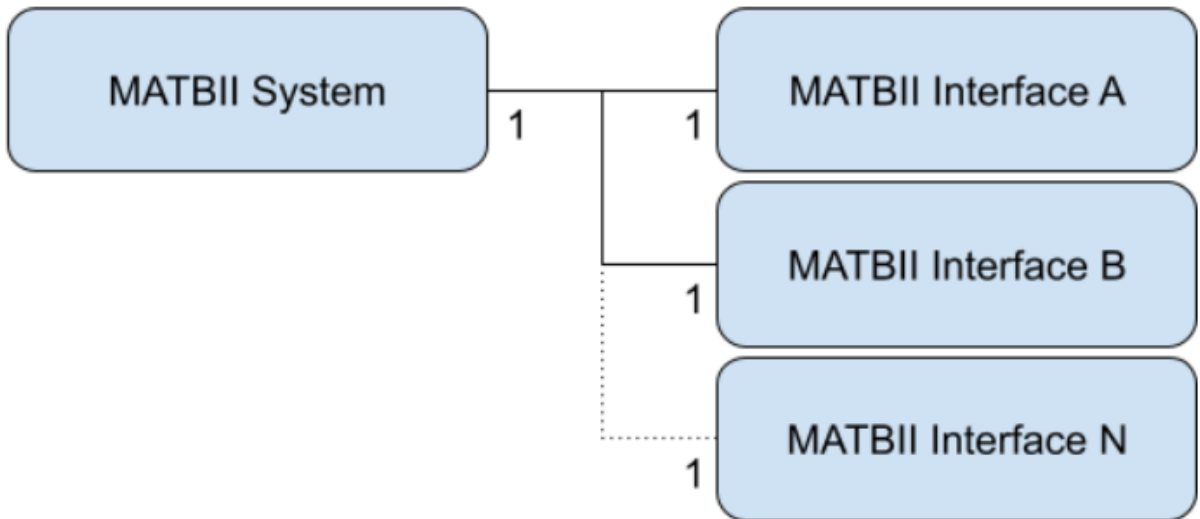 MATBII System
1
1
MATBII Interface A
MATBII Interface B
1
MATBII Interface N
1